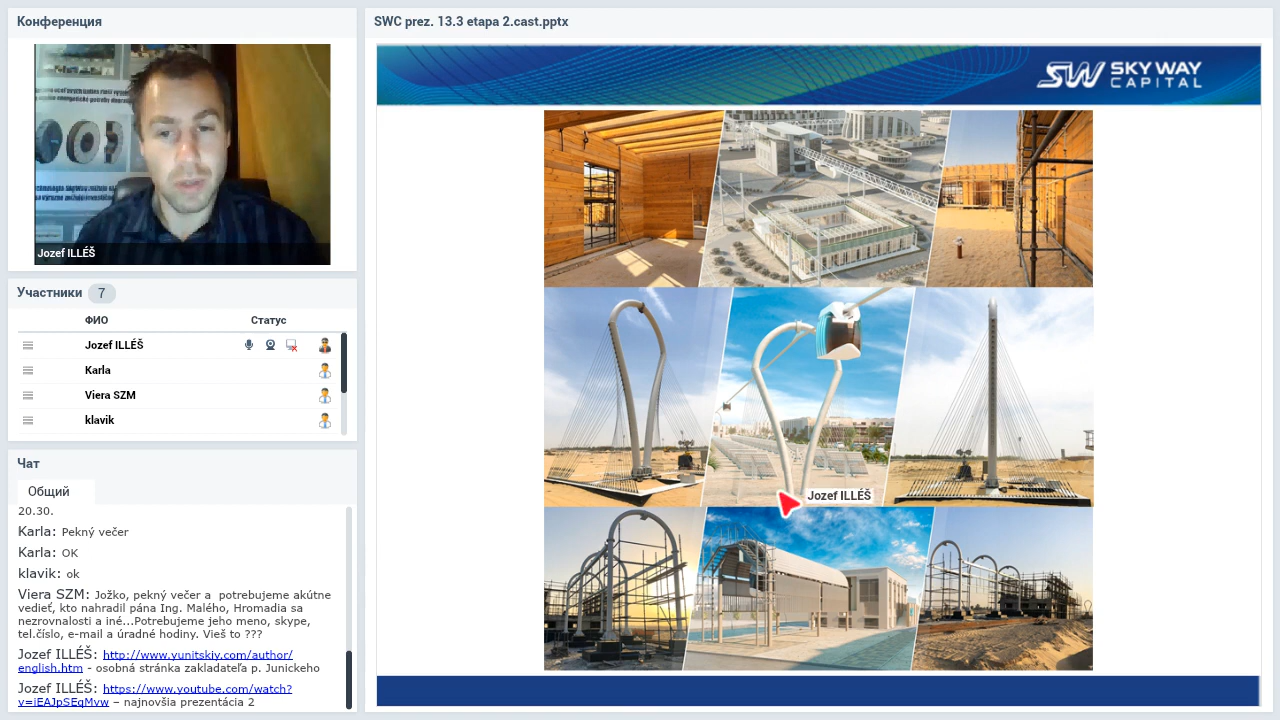 Конференция
Jozef ILLÉŠ
Участники 7
ФИО Статус
Jozef ILLÉŠ
Karla
Viera SZM
klavik
Чат
Общий
20.30.
Karla: Pekný večer
Karla: OK
klavik: ok
Viera SZM: Jožko, pekný večer a potrebujeme akútne
vedieť, kto nahradil pána Ing. Malého, Hromadia sa
nezrovnalosti a iné...Potrebujeme jeho meno, skype,
tel.číslo, e-mail a úradné hodiny. Vieš to ???
Jozef ILLÉŠ: http://www.yunitskiy.com/author/
english.htm - osobná stránka zakladateľa p. Junického
Jozef ILLÉŠ: https://www.youtube.com/watch?
v=iEAJpSEqMvw – najnovšia prezentácia 2
SWC prez. 13.3 etapa 2.cast.pptx
SW SKY WAY
CAPITAL
Jozef ILLÉŠ